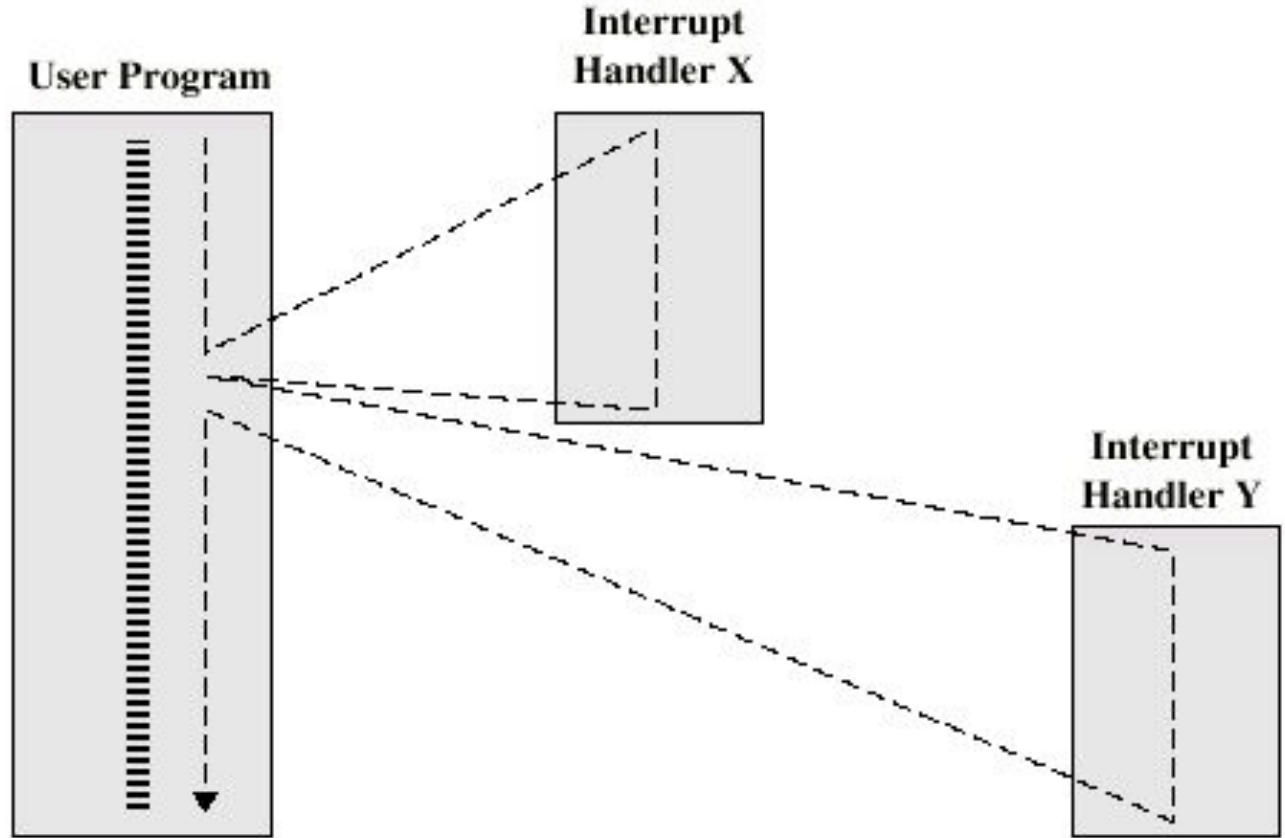 User Program
Interrupt
Handler X
Interrupt
Handler Y